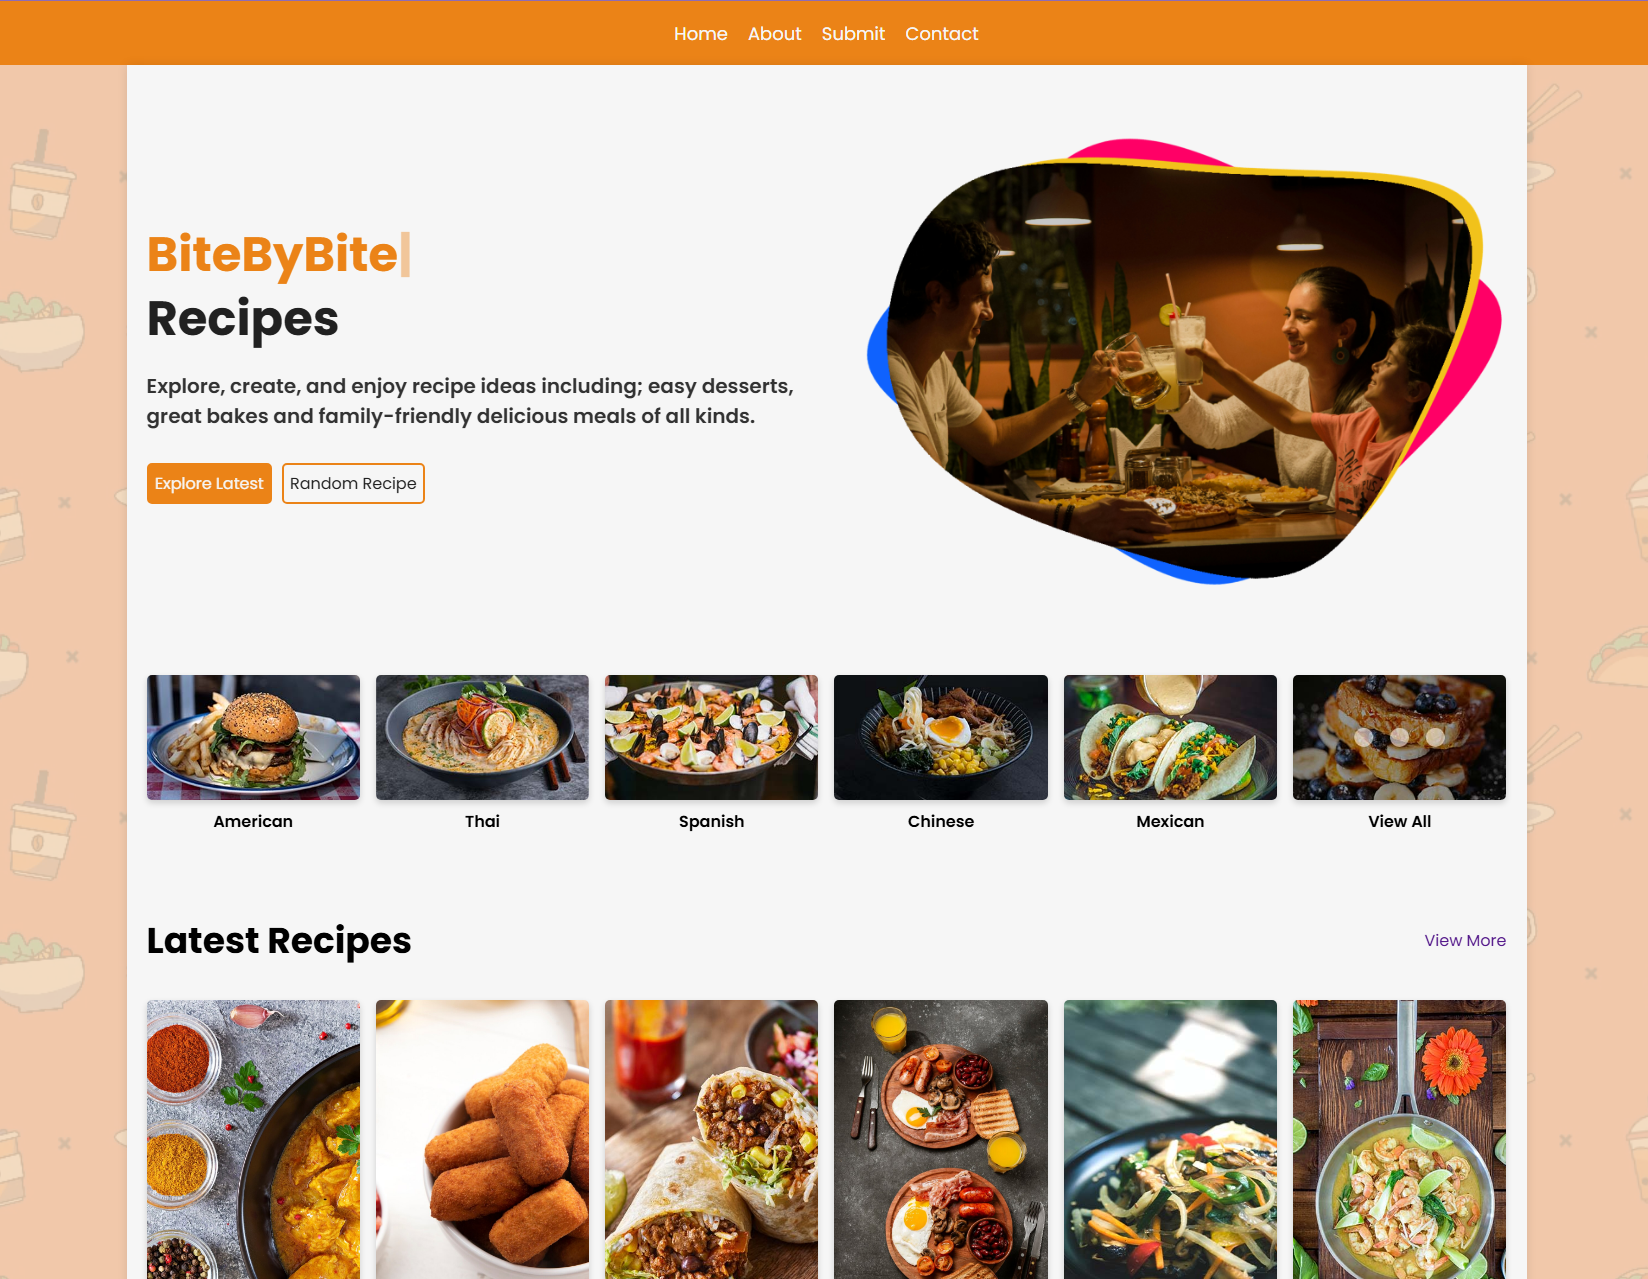 Home About Submit Contact
BiteByBite
Recipes
Explore, create, and enjoy recipe ideas including; easy desserts,
great bakes and family-friendly delicious meals of all kinds.
Explore Latest Random Recipe
American Thai Spanish Chinese Mexican View All
Latest Recipes View More